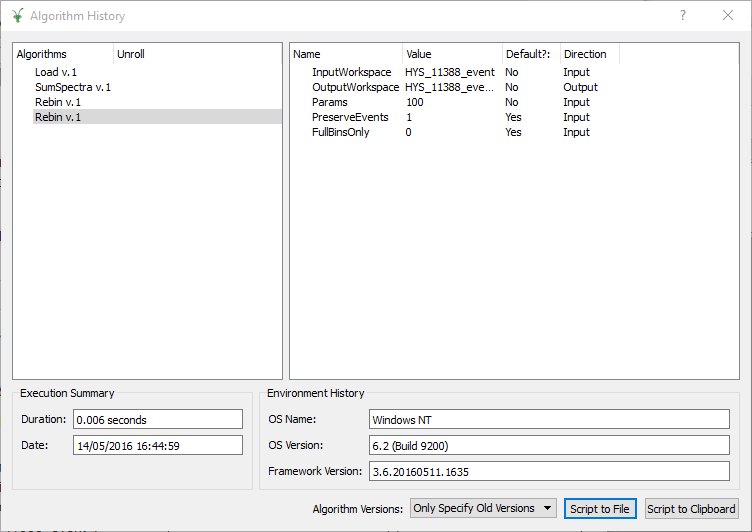 Algorithm History
Algorithms Unroll
Load v.1
SumSpectra v.1
Rebin v.1
Rebin v.1
Name Value Default?: Direction
InputWorkspace HYS_11388_event No Input
OutputWorkspace HYS_11388_eve... No Output
Params 100 No Input
PreserveEvents 1 Yes Input
FullBinsOnly 0 Yes Input
Execution Summary
Duration: 0.006 seconds
Date: 14/05/2016 16:44:59
Environment History
OS Name: Windows NT
OS Version: 6.2 (Build 9200)
Framework Version: 3.6.20160511.1635
Algorithm Versions: Only Specify Old Versions Script to File Script to Clipboard